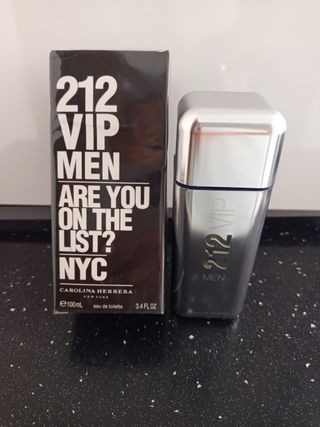 212
VIP
MEN
ARE YOU
ON THE
LIST?
NYC
CAROLINA HERRERA
NEW YORK
℮100mL eau de toilette 3.4 FL OZ
212 VIP
MEN